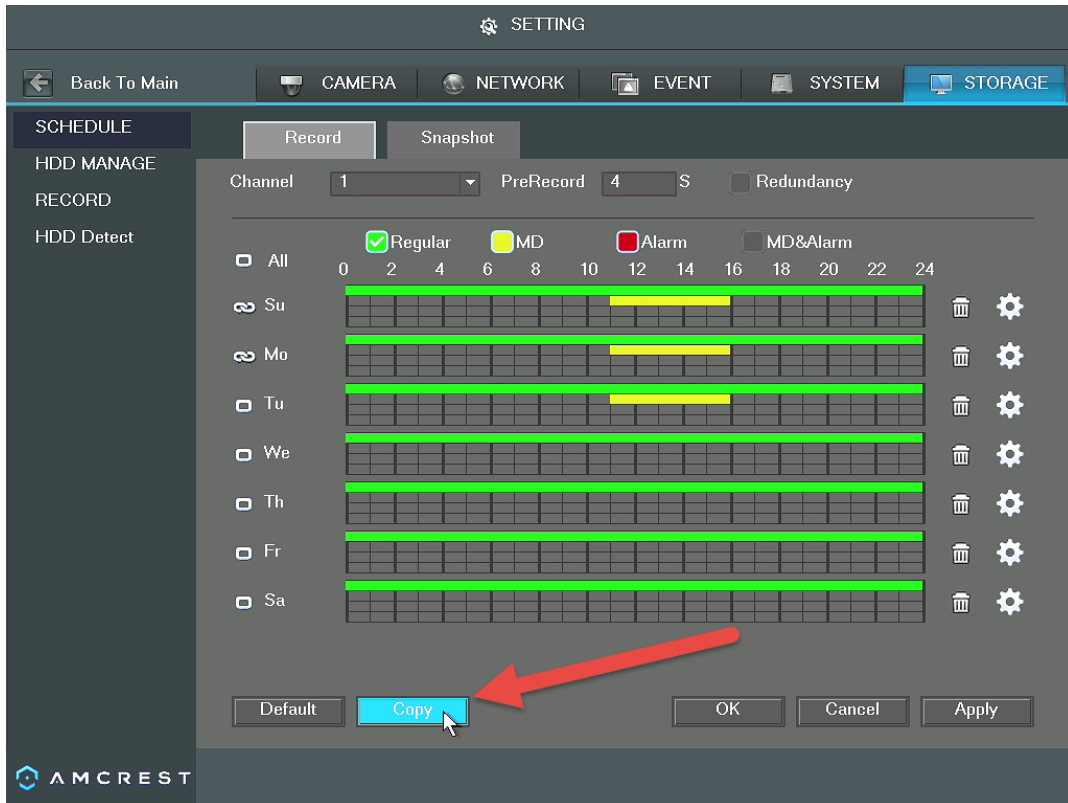 SETTING
Back To Main CAMERA NETWORK EVENT SYSTEM STORAGE
SCHEDULE
HDD MANAGE
RECORD
HDD Detect
Record Snapshot
Channel 1 PreRecord 4 S Redundancy
Regular MD Alarm MD&Alarm
All 0 2 4 6 8 10 12 14 16 18 20 22 24
Su
Mo
Tu
We
Th
Fr
Sa
Default Copy OK Cancel Apply
AMCREST